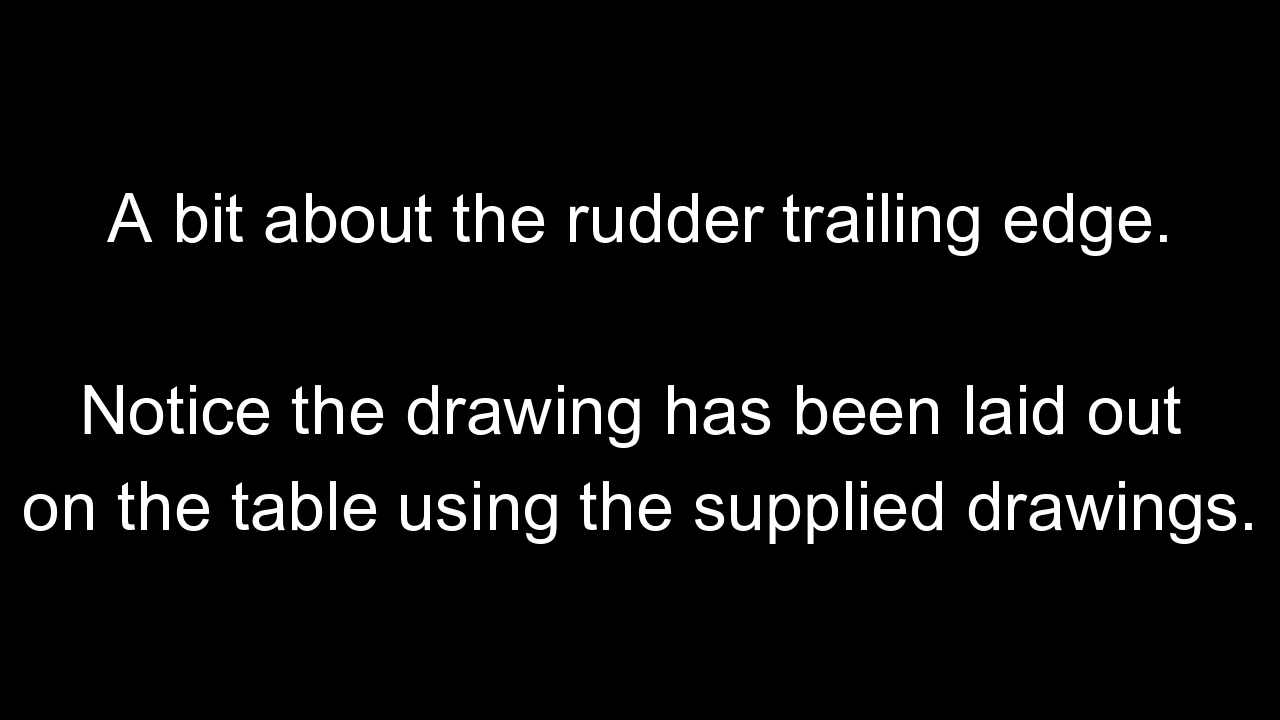 A bit about the rudder trailing edge.
Notice the drawing has been laid out
on the table using the supplied drawings.